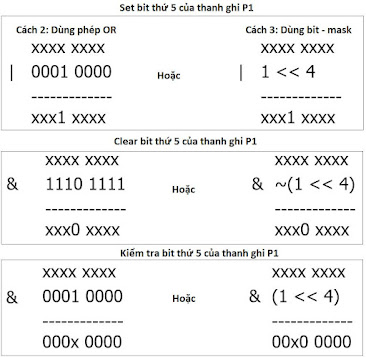 Set bit thứ 5 của thanh ghi P1
Cách 2: Dùng phép OR Cách 3: Dùng bit - mask
xxxx xxxx xxxx xxxx
| 0001 0000 Hoặc | 1 << 4
------------- -------------
xxx1 xxxx xxx1 xxxx
Clear bit thứ 5 của thanh ghi P1
xxxx xxxx xxxx xxxx
& 1110 1111 Hoặc & ~(1 << 4)
------------- -------------
xxx0 xxxx xxx0 xxxx
Kiểm tra bit thứ 5 của thanh ghi P1
xxxx xxxx xxxx xxxx
& 0001 0000 Hoặc & (1 << 4)
------------- -------------
000x 0000 00x0 0000